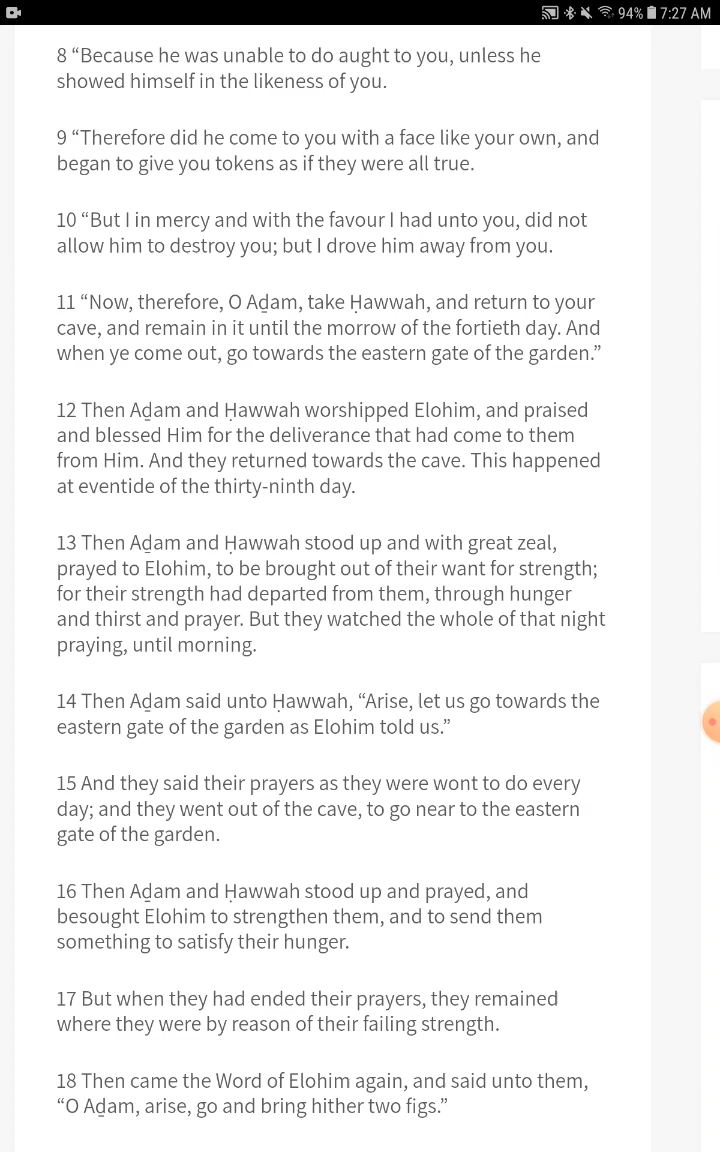 94% 7:27 AM
8 “Because he was unable to do aught to you, unless he
showed himself in the likeness of you.
9 “Therefore did he come to you with a face like your own, and
began to give you tokens as if they were all true.
10 “But I in mercy and with the favour I had unto you, did not
allow him to destroy you; but I drove him away from you.
11 “Now, therefore, O Aḏam, take Ḥawwah, and return to your
cave, and remain in it until the morrow of the fortieth day. And
when ye come out, go towards the eastern gate of the garden.”
12 Then Aḏam and Ḥawwah worshipped Elohim, and praised
and blessed Him for the deliverance that had come to them
from Him. And they returned towards the cave. This happened
at eventide of the thirty-ninth day.
13 Then Aḏam and Ḥawwah stood up and with great zeal,
prayed to Elohim, to be brought out of their want for strength;
for their strength had departed from them, through hunger
and thirst and prayer. But they watched the whole of that night
praying, until morning.
14 Then Aḏam said unto Ḥawwah, “Arise, let us go towards the
eastern gate of the garden as Elohim told us.”
15 And they said their prayers as they were wont to do every
day; and they went out of the cave, to go near to the eastern
gate of the garden.
16 Then Aḏam and Ḥawwah stood up and prayed, and
besought Elohim to strengthen them, and to send them
something to satisfy their hunger.
17 But when they had ended their prayers, they remained
where they were by reason of their failing strength.
18 Then came the Word of Elohim again, and said unto them,
“O Aḏam, arise, go and bring hither two figs.”